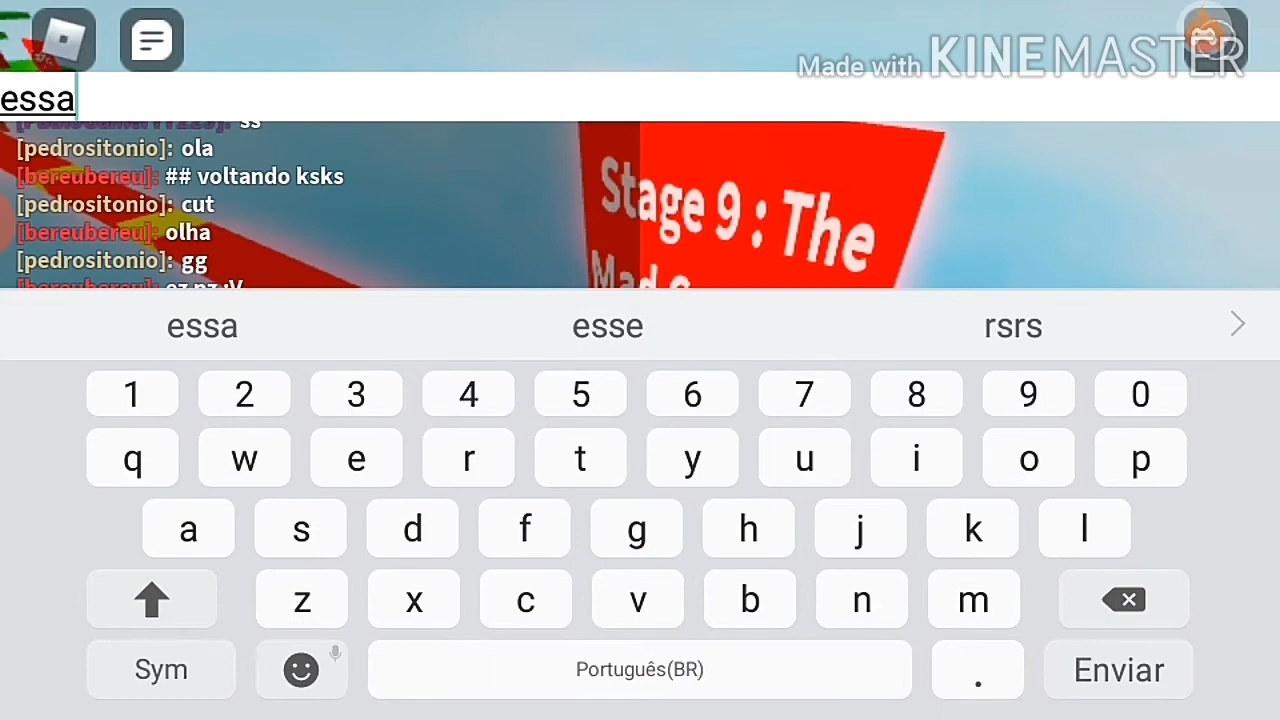 Made with KINEMASTER
essa
[pedrositonio]: ola
[bereubereu]: ## voltando ksks
[pedrositonio]: cut
[bereubereu]: olha
[pedrositonio]: gg
Stage 9 : The
essa esse rsrs
1 2 3 4 5 6 7 8 9 0
q w e r t y u i o p
a s d f g h j k l
z x c v b n m
Sym Português(BR) . Enviar